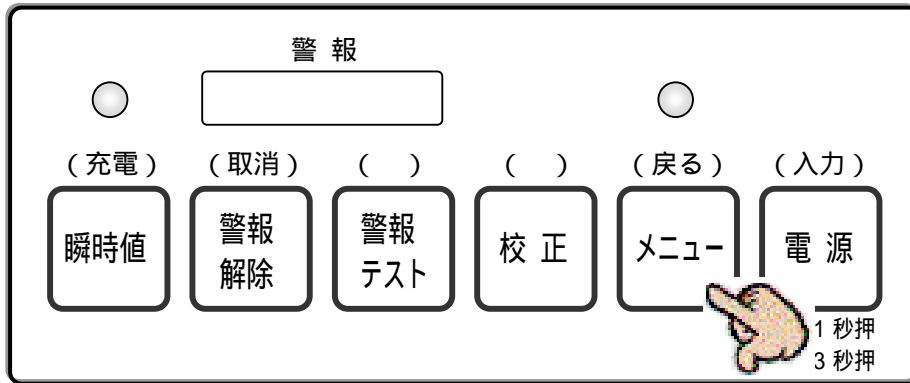 警 報
(充電) (取消) ( ) ( ) (戻る) (入力)
瞬時値 警報 警報 校 正 メニュー 電 源
解除 テスト
1 秒押
3 秒押